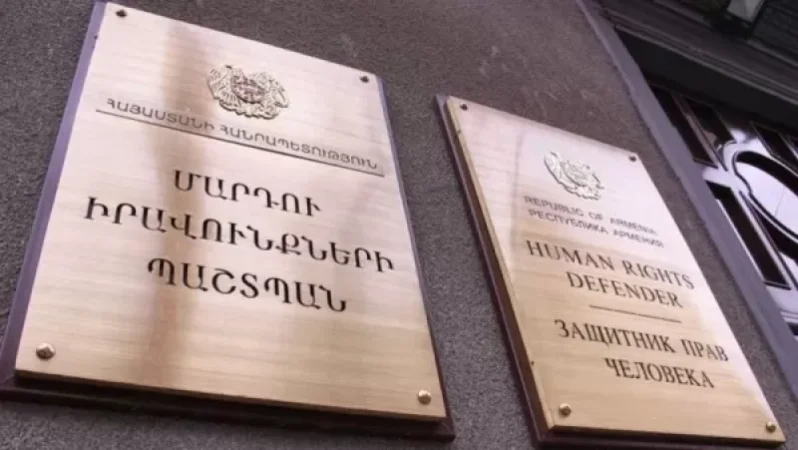 ՀԱՅԱՍՏԱՆԻ ՀԱՆՐԱՊԵՏՈՒԹՅՈՒՆ
ՄԱՐԴՈՒ
ԻՐԱՎՈՒՆՔՆԵՐԻ
ՊԱՇՏՊԱՆ
REPUBLIC OF ARMENIA
РЕСПУБЛИКА АРМЕНИЯ
HUMAN RIGHTS
DEFENDER
ЗАЩИТНИК ПРАВ
ЧЕЛОВЕКА